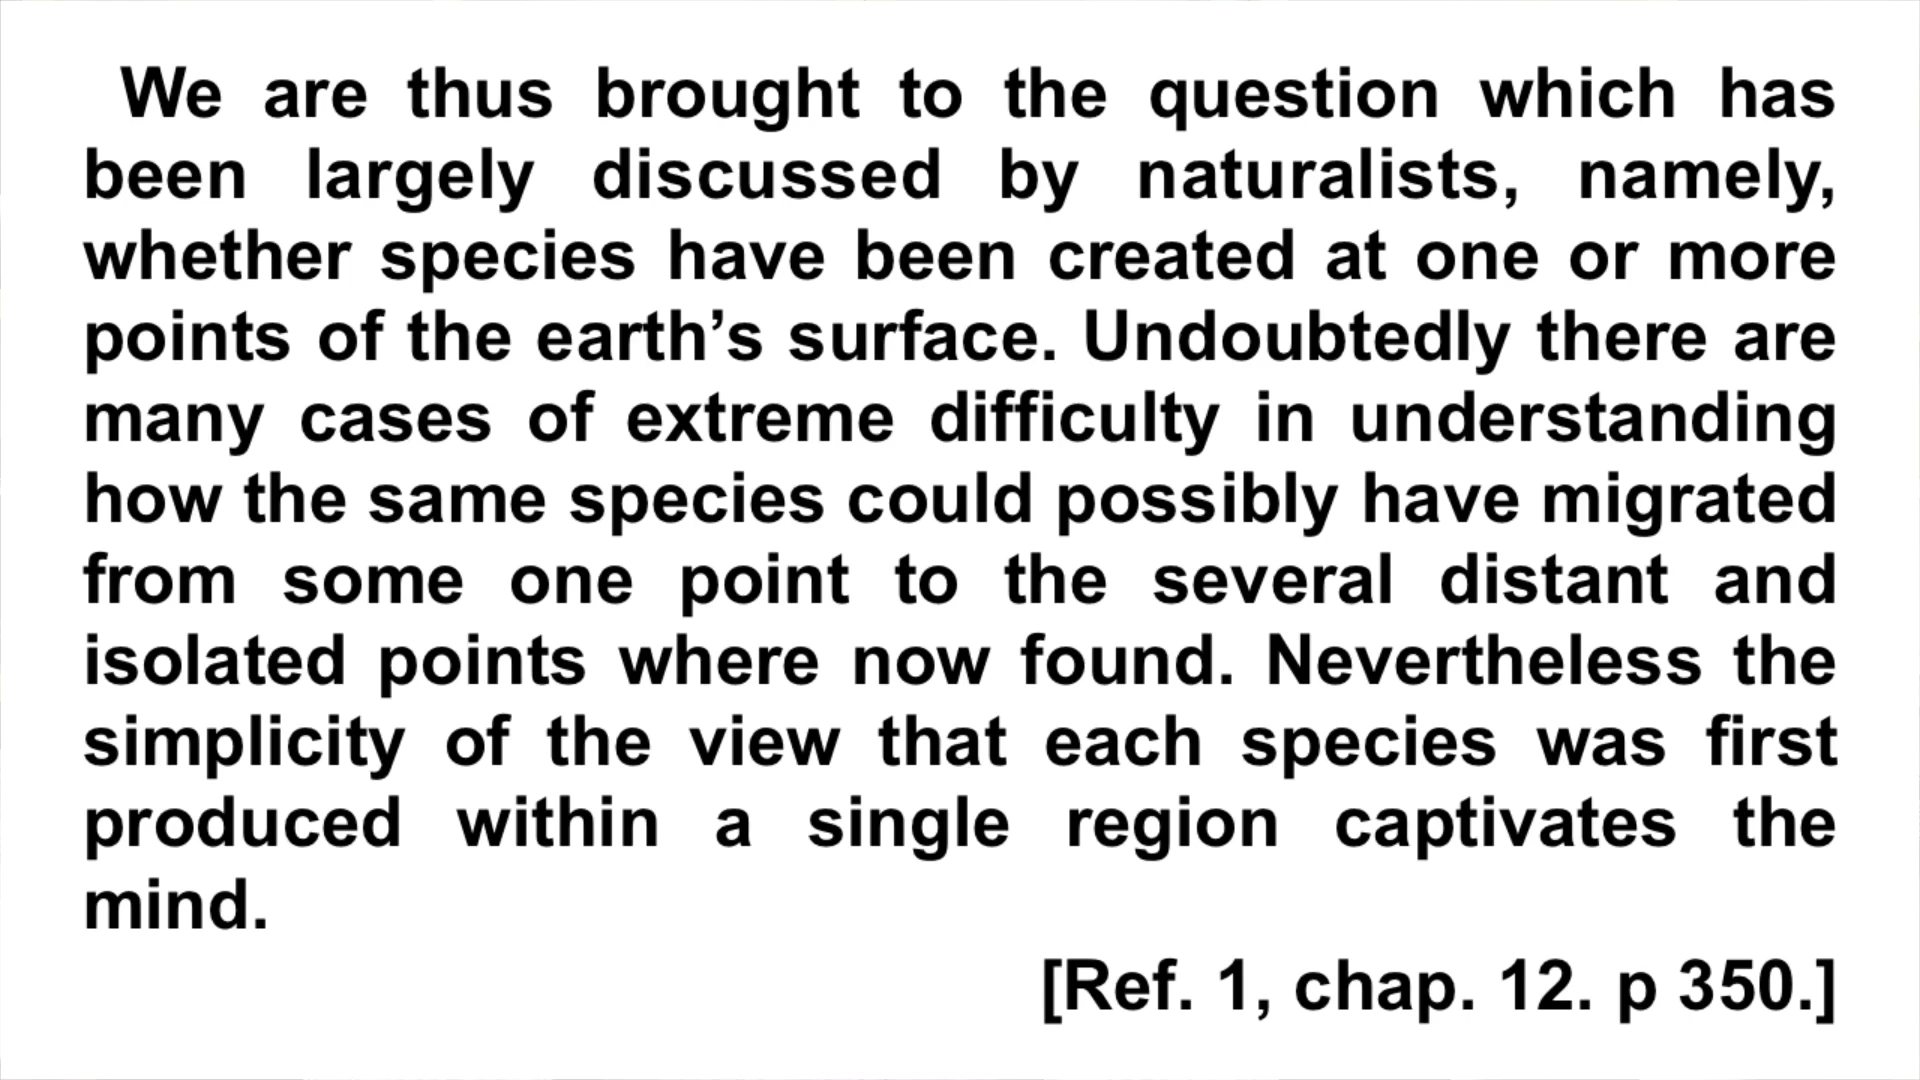 We are thus brought to the question which has
been largely discussed by naturalists, namely,
whether species have been created at one or more
points of the earth’s surface. Undoubtedly there are
many cases of extreme difficulty in understanding
how the same species could possibly have migrated
from some one point to the several distant and
isolated points where now found. Nevertheless the
simplicity of the view that each species was first
produced within a single region captivates the
mind.
[Ref. 1, chap. 12. p 350.]